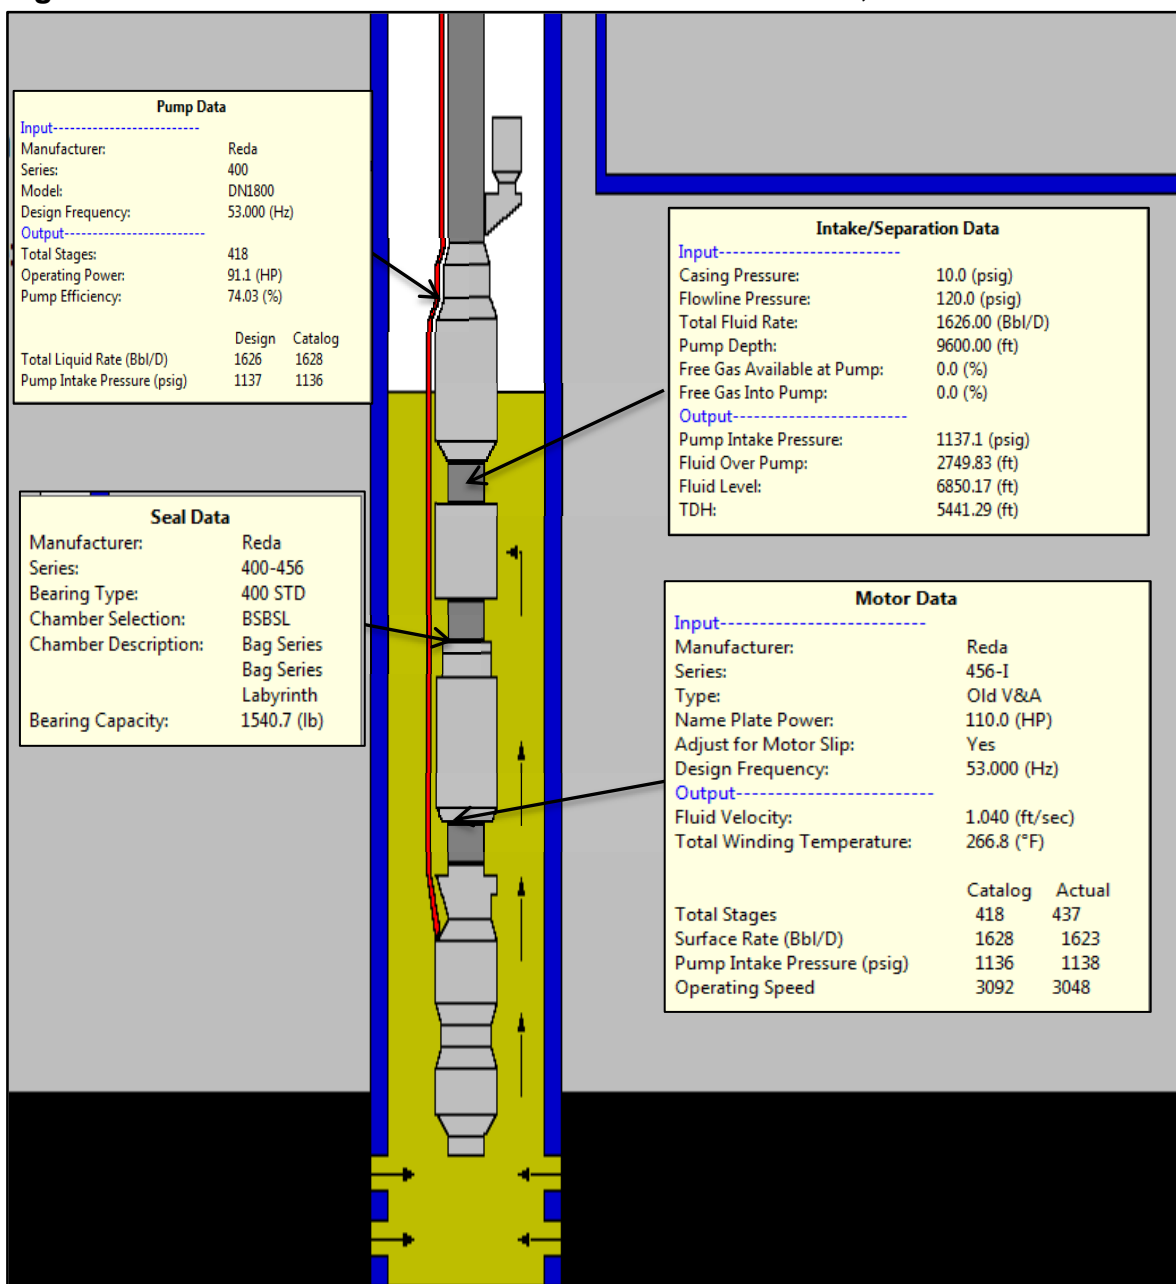 Pump Data
Input--------------------------
Manufacturer: Reda
Series: 400
Model: DN1800
Design Frequency: 53.000 (Hz)
Output-------------------------
Total Stages: 418
Operating Power: 91.1 (HP)
Pump Efficiency: 74.03 (%)
Design Catalog
Total Liquid Rate (Bbl/D) 1626 1628
Pump Intake Pressure (psig) 1137 1136
Intake/Separation Data
Input--------------------------
Casing Pressure: 10.0 (psig)
Flowline Pressure: 120.0 (psig)
Total Fluid Rate: 1626.00 (Bbl/D)
Pump Depth: 9600.00 (ft)
Free Gas Available at Pump: 0.0 (%)
Free Gas Into Pump: 0.0 (%)
Output-------------------------
Pump Intake Pressure: 1137.1 (psig)
Fluid Over Pump: 2749.83 (ft)
Fluid Level: 6850.17 (ft)
TDH: 5441.29 (ft)
Seal Data
Manufacturer: Reda
Series: 400-456
Bearing Type: 400 STD
Chamber Selection: BSBSL
Chamber Description: Bag Series
Bag Series
Labyrinth
Bearing Capacity: 1540.7 (lb)
Motor Data
Input--------------------------
Manufacturer: Reda
Series: 456-I
Type: Old V&A
Name Plate Power: 110.0 (HP)
Adjust for Motor Slip: Yes
Design Frequency: 53.000 (Hz)
Output-------------------------
Fluid Velocity: 1.040 (ft/sec)
Total Winding Temperature: 266.8 (°F)
Catalog Actual
Total Stages 418 437
Surface Rate (Bbl/D) 1628 1623
Pump Intake Pressure (psig) 1136 1138
Operating Speed 3092 3048